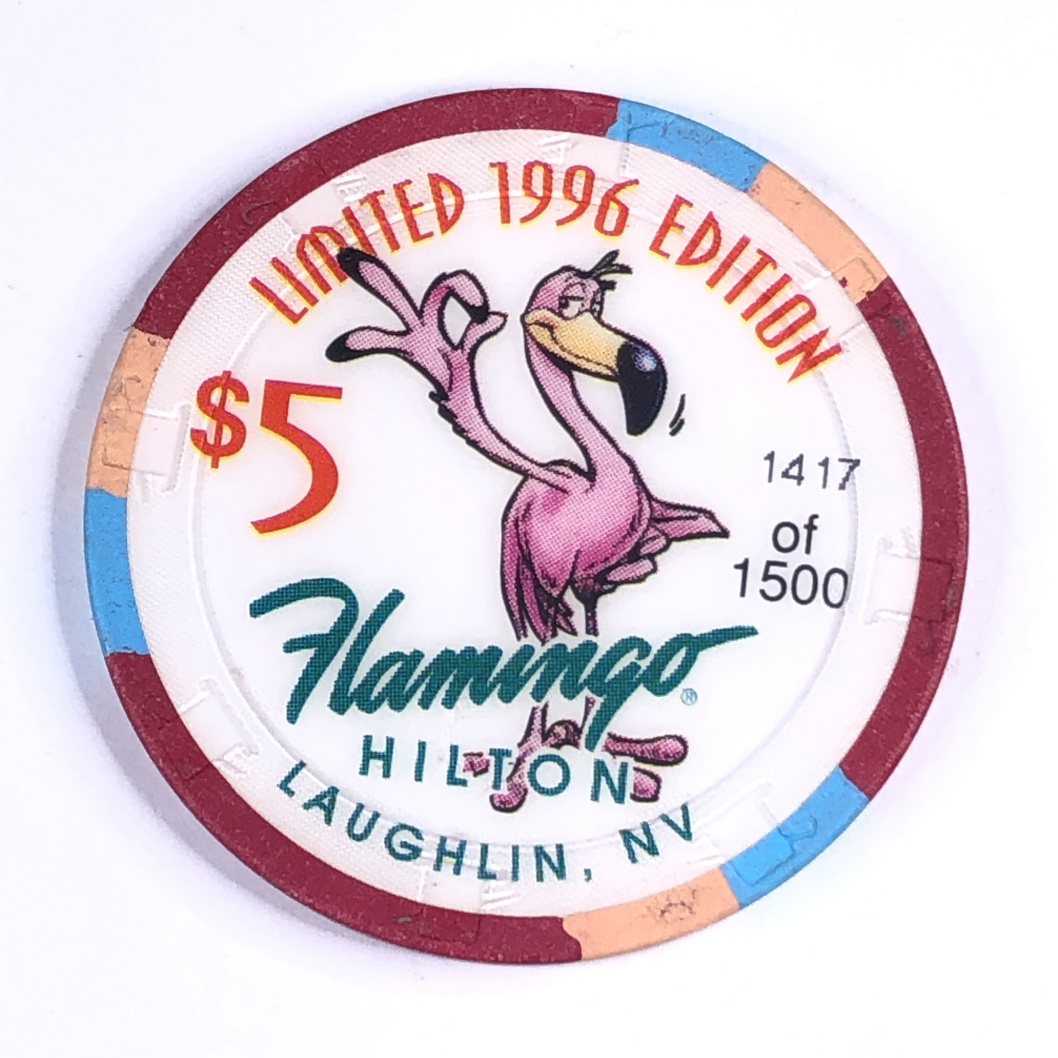 LIMITED 1996 EDITION
$5
1417
of
1500
Flamingo®
HILTON
LAUGHLIN, NV